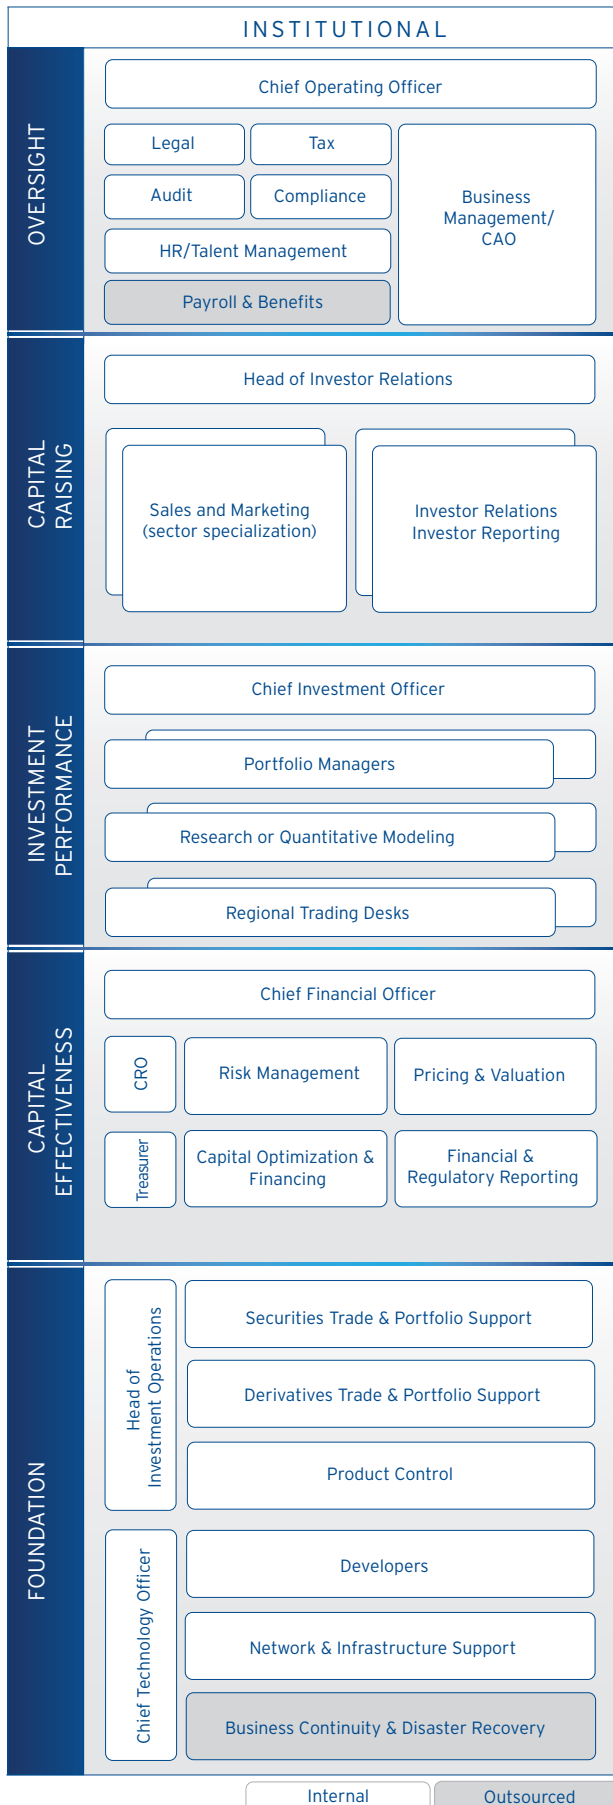 INSTITUTIONAL
OVERSIGHT
Chief Operating Officer
Legal
Tax
Audit
Compliance
HR/Talent Management
Payroll & Benefits
Business
Management/
CAO
CAPITAL
RAISING
Head of Investor Relations
Sales and Marketing
(sector specialization)
Investor Relations
Investor Reporting
INVESTMENT
PERFORMANCE
Chief Investment Officer
Portfolio Managers
Research or Quantitative Modeling
Regional Trading Desks
CAPITAL
EFFECTIVENESS
Chief Financial Officer
CRO
Risk Management
Pricing & Valuation
Treasurer
Capital Optimization &
Financing
Financial &
Regulatory Reporting
FOUNDATION
Head of
Investment Operations
Securities Trade & Portfolio Support
Derivatives Trade & Portfolio Support
Product Control
Chief Technology Officer
Developers
Network & Infrastructure Support
Business Continuity & Disaster Recovery
Internal
Outsourced